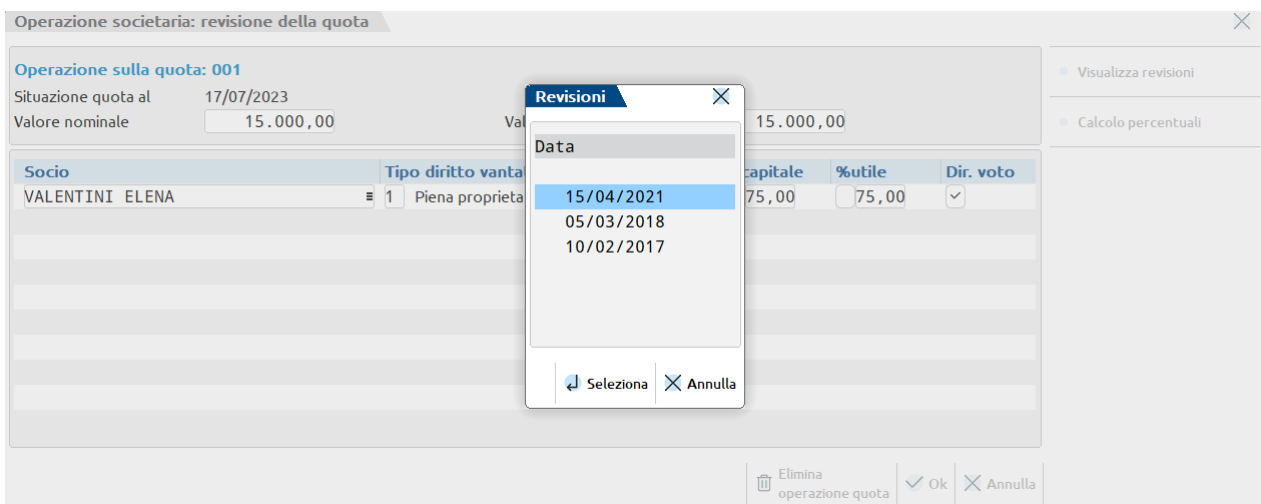 Operazione societaria: revisione della quota
Operazione sulla quota: 001
Situazione quota al 17/07/2023
Valore nominale 15.000,00 15.000,00
Visualizza revisioni
Calcolo percentuali
Socio Tipo diritto %utile Dir. voto
VALENTINI ELENA 1 Piena proprieta 75,00 75,00
Revisioni
Data
15/04/2021
05/03/2018
10/02/2017
Seleziona Annulla
Elimina
operazione quota Ok Annulla